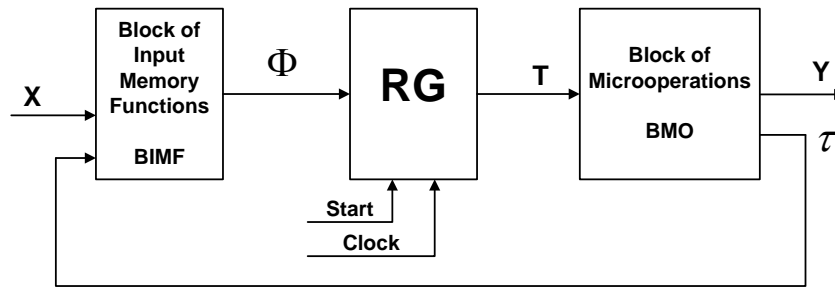 Block of
Input
Memory
Functions
BIMF
X
Φ
RG
Start
Clock
T
Block of
Microoperations
BMO
Y
τ